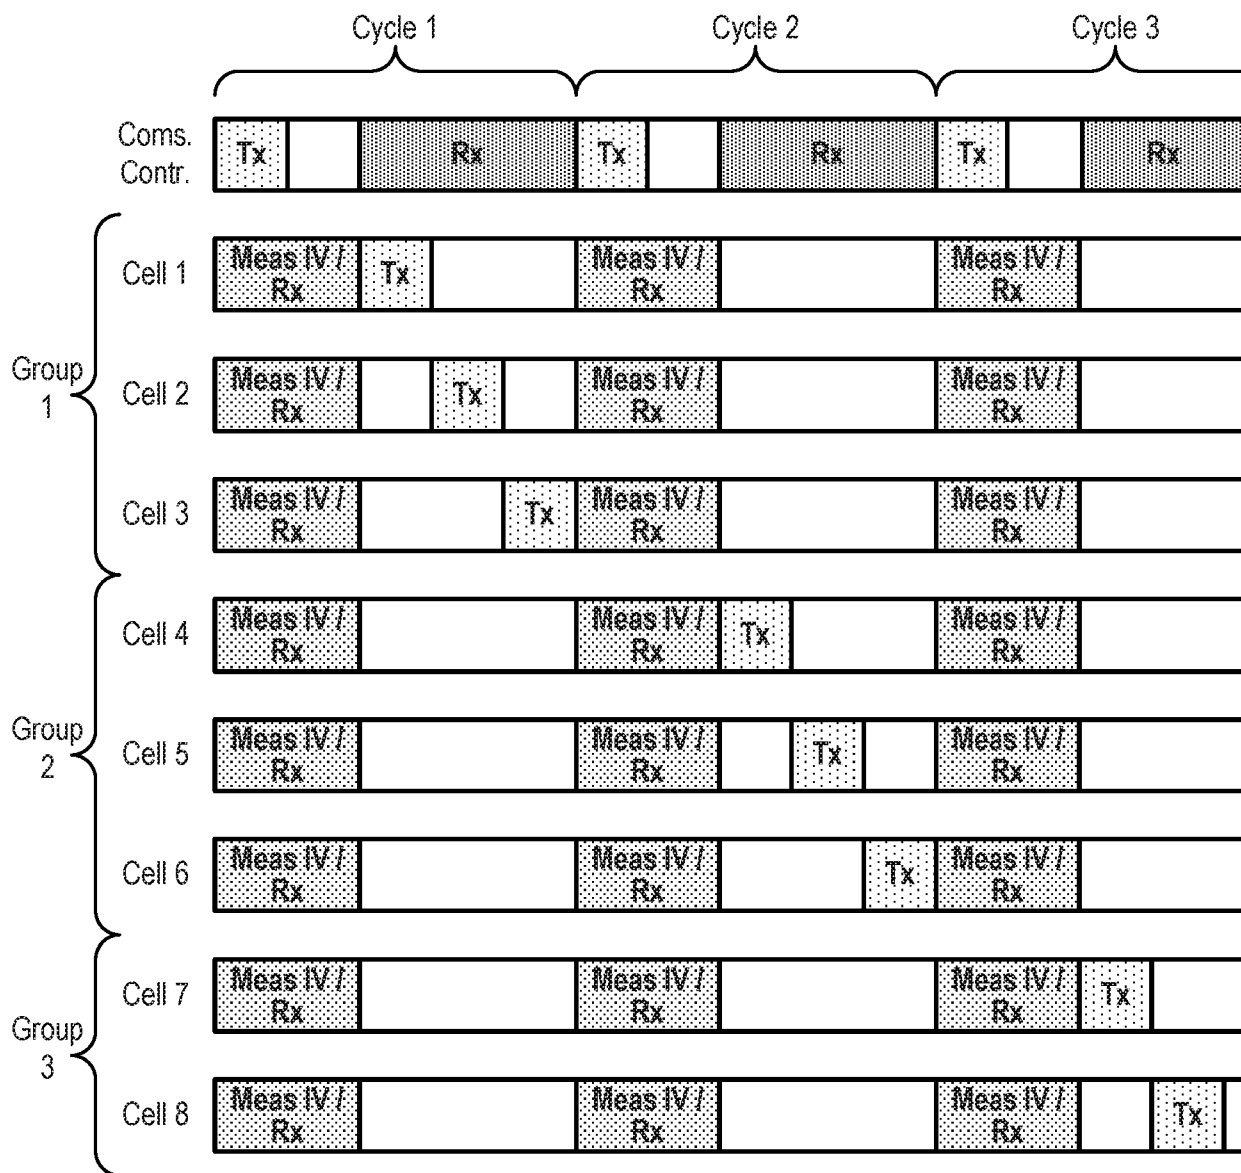 Cycle 1 Cycle 2 Cycle 3
Coms.
Contr.
Tx Rx Tx Rx Tx Rx
Group
1
Cell 1
Meas IV /
Rx
Tx
Meas IV /
Rx
Meas IV /
Rx
Cell 2
Meas IV /
Rx
Tx
Meas IV /
Rx
Meas IV /
Rx
Cell 3
Meas IV /
Rx
Tx
Meas IV /
Rx
Meas IV /
Rx
Group
2
Cell 4
Meas IV /
Rx
Meas IV /
Rx
Tx
Meas IV /
Rx
Cell 5
Meas IV /
Rx
Meas IV /
Rx
Tx
Meas IV /
Rx
Cell 6
Meas IV /
Rx
Meas IV /
Rx
Tx
Meas IV /
Rx
Group
3
Cell 7
Meas IV /
Rx
Meas IV /
Rx
Meas IV /
Rx
Tx
Cell 8
Meas IV /
Rx
Meas IV /
Rx
Meas IV /
Rx
Tx